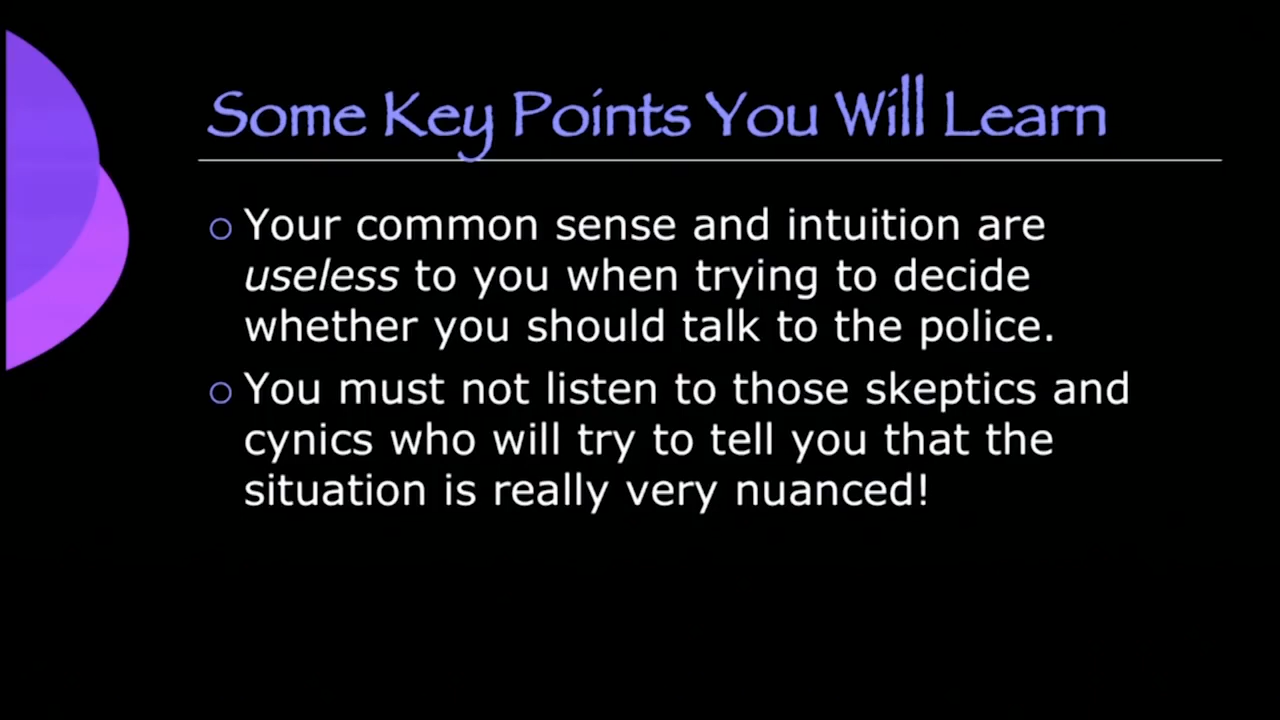 Some Key Points You Will Learn
Your common sense and intuition are
useless to you when trying to decide
whether you should talk to the police.
You must not listen to those skeptics and
cynics who will try to tell you that the
situation is really very nuanced!